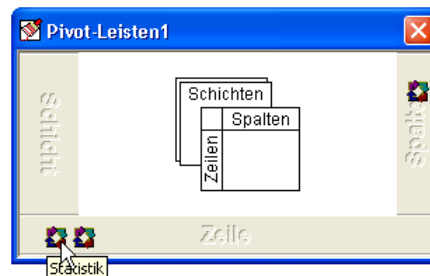 Pivot-Leisten1
Schicht
Schichten
Spalten
Zeilen
Spalte
Zeile
Statistik